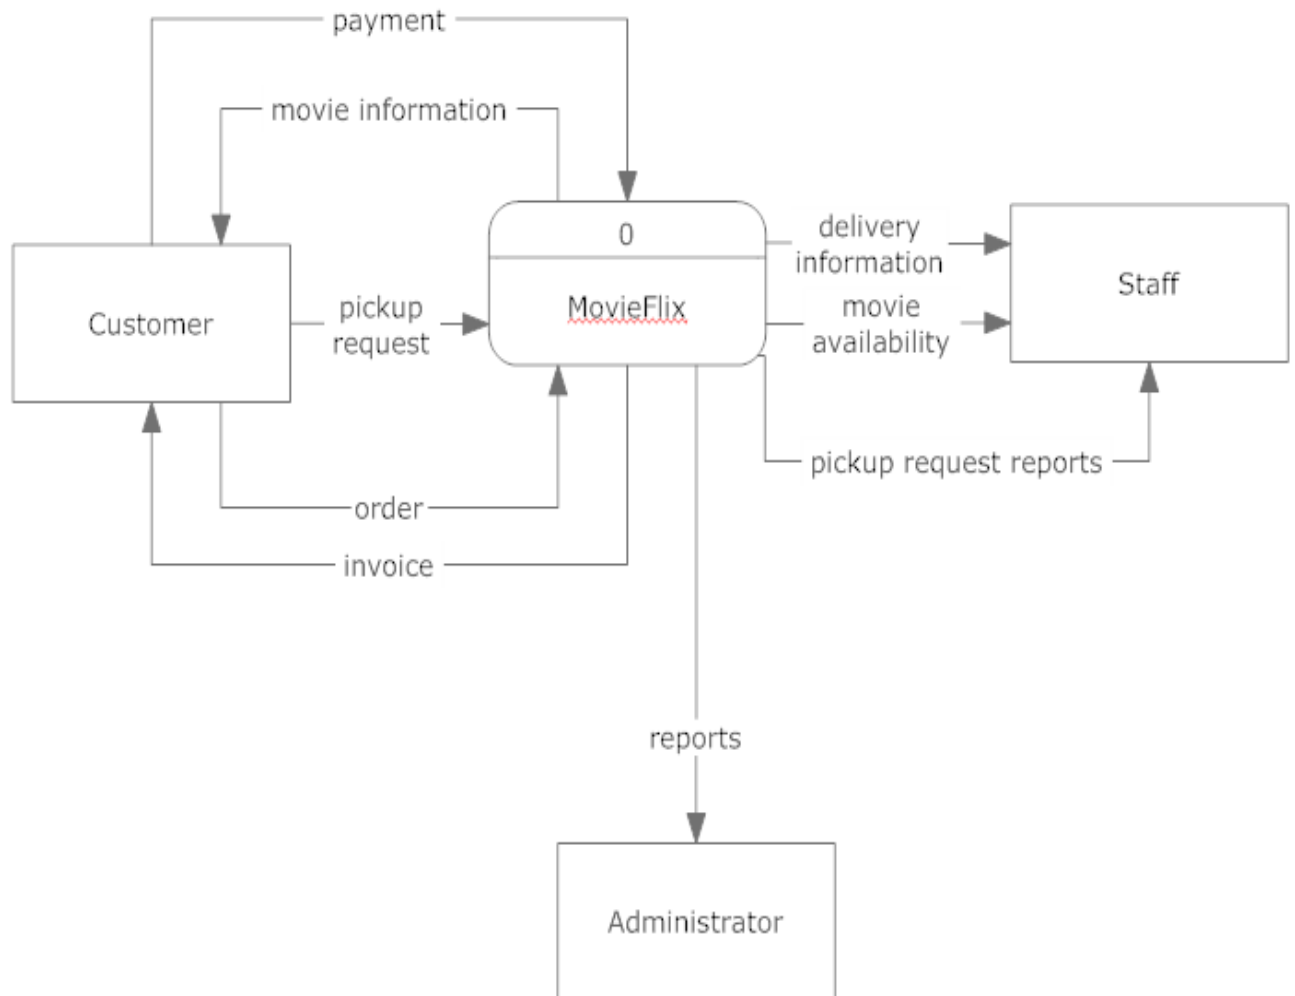 payment
movie information
0
delivery
information
Staff
MovieFlix
Customer
pickup
request
movie
availability
pickup request reports
order
invoice
reports
Administrator